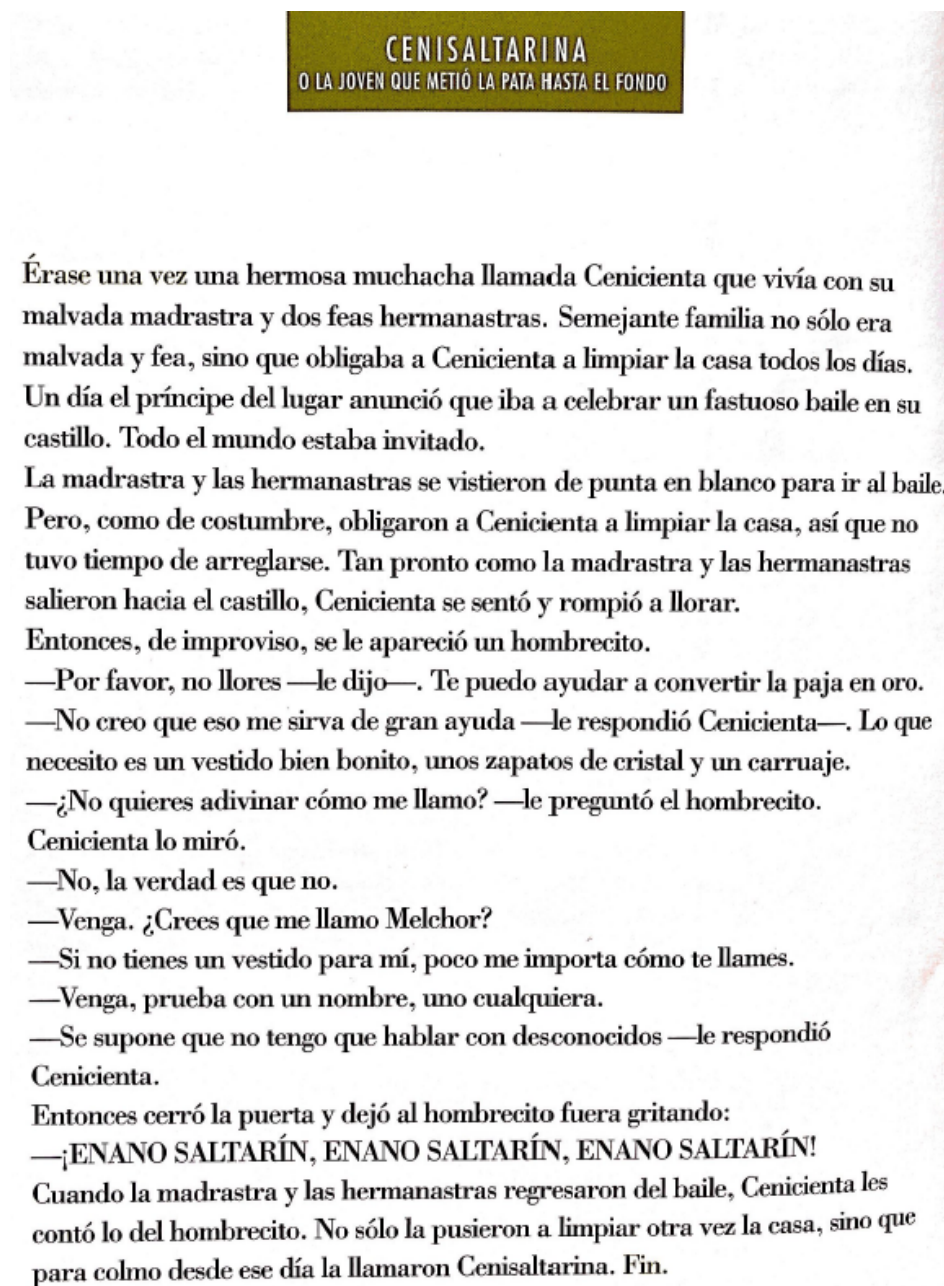 CENISALTARINA
O LA JOVEN QUE METIÓ LA PATA HASTA EL FONDO
Érase una vez una hermosa muchacha llamada Cenicienta que vivía con su
malvada madrastra y dos feas hermanastras. Semejante familia no sólo era
malvada y fea, sino que obligaba a Cenicienta a limpiar la casa todos los días.
Un día el príncipe del lugar anunció que iba a celebrar un fastuoso baile en su
castillo. Todo el mundo estaba invitado.
La madrastra y las hermanastras se vistieron de punta en blanco para ir al baile.
Pero, como de costumbre, obligaron a Cenicienta a limpiar la casa, así que no
tuvo tiempo de arreglarse. Tan pronto como la madrastra y las hermanastras
salieron hacia el castillo, Cenicienta se sentó y rompió a llorar.
Entonces, de improviso, se le apareció un hombrecito.
—Por favor, no llores —le dijo—. Te puedo ayudar a convertir la paja en oro.
—No creo que eso me sirva de gran ayuda —le respondió Cenicienta—. Lo que
necesito es un vestido bien bonito, unos zapatos de cristal y un carruaje.
—¿No quieres adivinar cómo me llamo? —le preguntó el hombrecito.
Cenicienta lo miró.
—No, la verdad es que no.
—Venga. ¿Crees que me llamo Melchor?
—Si no tienes un vestido para mí, poco me importa cómo te llames.
—Venga, prueba con un nombre, uno cualquiera.
—Se supone que no tengo que hablar con desconocidos —le respondió
Cenicienta.
Entonces cerró la puerta y dejó al hombrecito fuera gritando:
—¡ENANO SALTARÍN, ENANO SALTARÍN, ENANO SALTARÍN!
Cuando la madrastra y las hermanastras regresaron del baile, Cenicienta les
contó lo del hombrecito. No sólo la pusieron a limpiar otra vez la casa, sino que
para colmo desde ese día la llamaron Cenisaltarina. Fin.